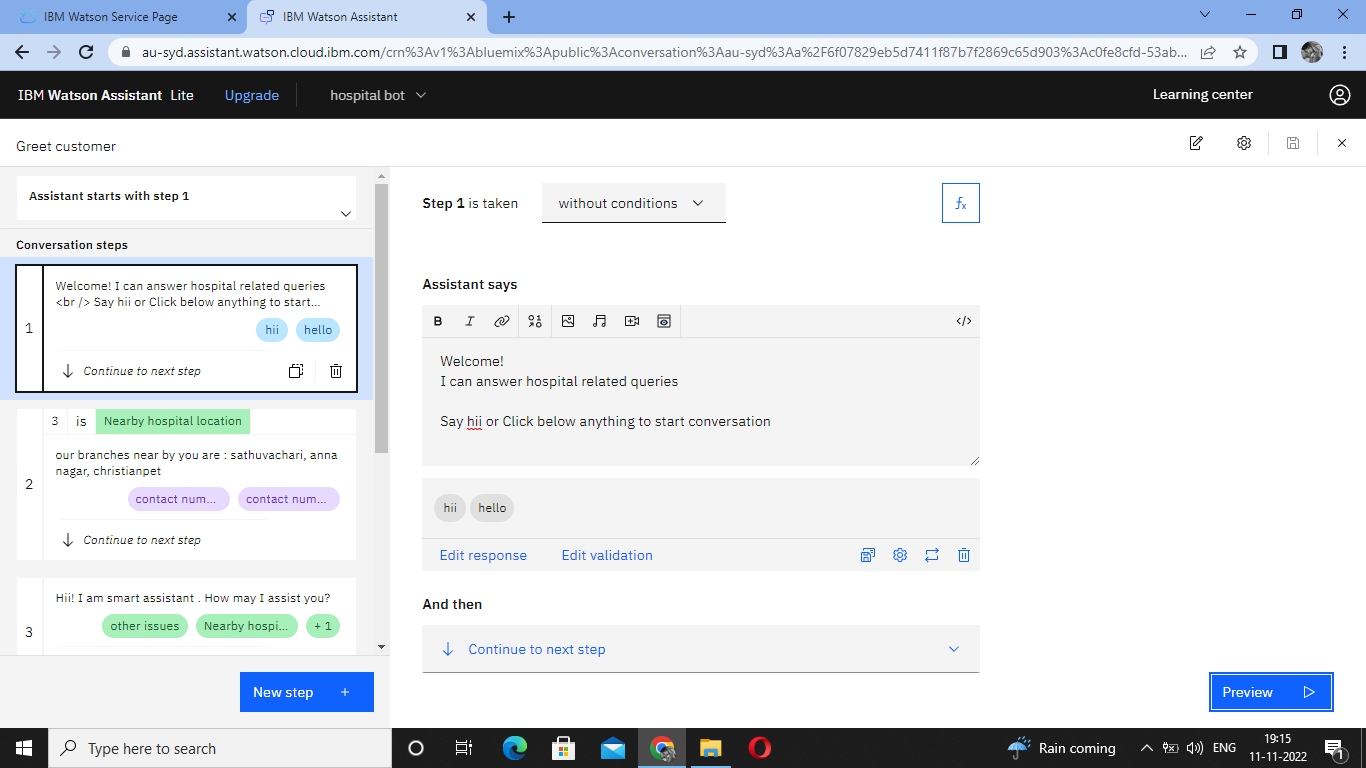 IBM Watson Service Page
IBM Watson Assistant
au-syd.assistant.watson.cloud.ibm.com/crn%3Av1%3Abluemix%3Apublic%3Aconversation%3Aau-syd%3Aa%2F6f07829eb5d7411f87b7f2869c65d903%3Ac0fe8cfd-53ab...
IBM Watson Assistant Lite Upgrade hospital bot Learning center
Greet customer
Assistant starts with step 1
Conversation steps
1
Welcome! I can answer hospital related queries
<br /> Say hii or Click below anything to start...
hii hello
Continue to next step
2
3 is Nearby hospital location
our branches near by you are : sathuvachari, anna
nagar, christianpet
contact num... contact num...
Continue to next step
3
Hii! I am smart assistant . How may I assist you?
other issues Nearby hospi... + 1
New step +
Step 1 is taken without conditions
fx
Assistant says
B I </>
Welcome!
I can answer hospital related queries
Say hii or Click below anything to start conversation
hii hello
Edit response Edit validation
And then
Continue to next step
Preview
Type here to search
Rain coming
ENG
19:15
11-11-2022
1